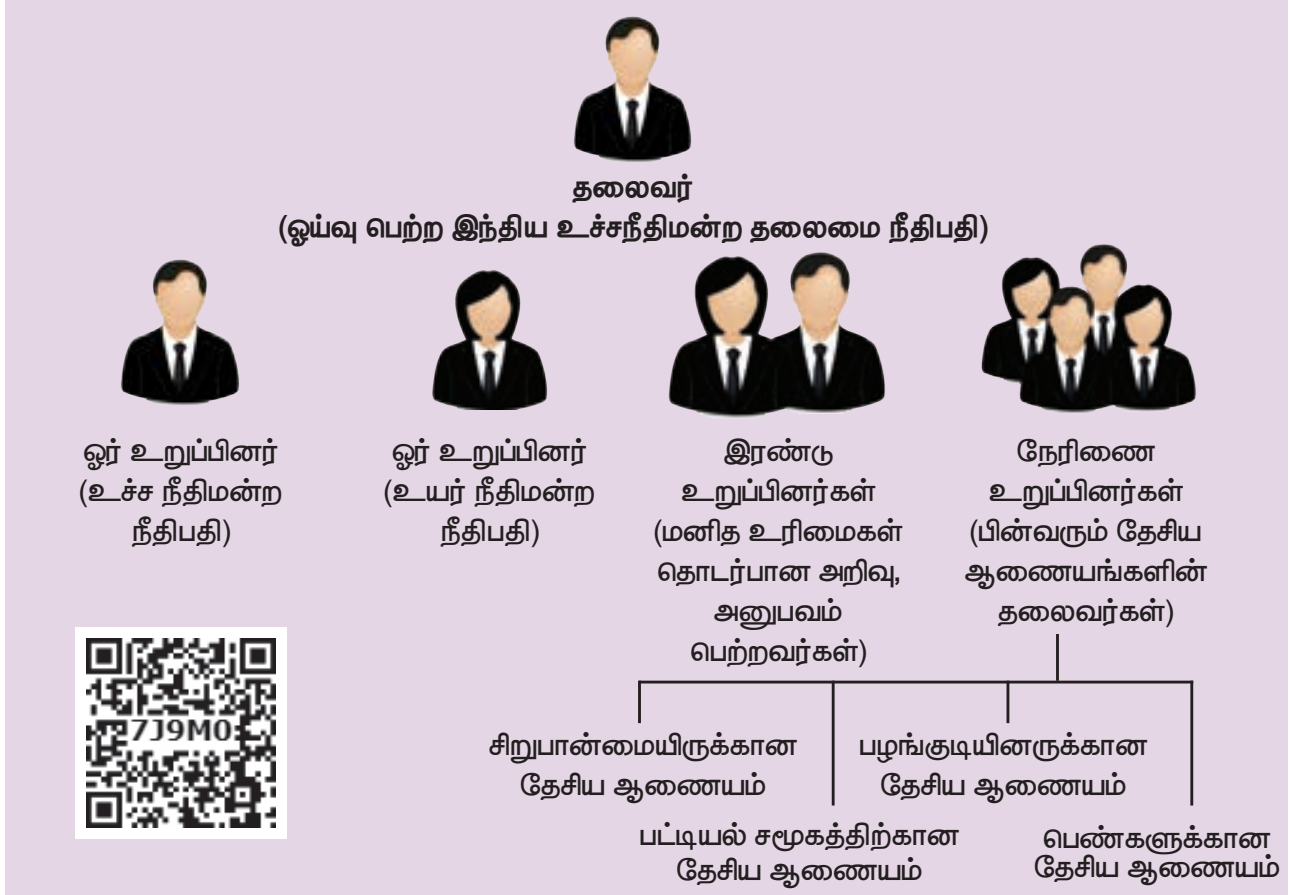 தலைவர்
(ஓய்வு பெற்ற இந்திய உச்சநீதிமன்ற தலைமை நீதிபதி)
ஓர் உறுப்பினர்
(உச்ச நீதிமன்ற
நீதிபதி)
ஓர் உறுப்பினர்
(உயர் நீதிமன்ற
நீதிபதி)
இரண்டு
உறுப்பினர்கள்
(மனித உரிமைகள்
தொடர்பான அறிவு,
அனுபவம்
பெற்றவர்கள்)
நேரிணை
உறுப்பினர்கள்
(பின்வரும் தேசிய
ஆணையங்களின்
தலைவர்கள்)
7J9M0
சிறுபான்மையிருக்கான
தேசிய ஆணையம்
பழங்குடியினருக்கான
தேசிய ஆணையம்
பட்டியல் சமூகத்திற்கான
தேசிய ஆணையம்
பெண்களுக்கான
தேசிய ஆணையம்